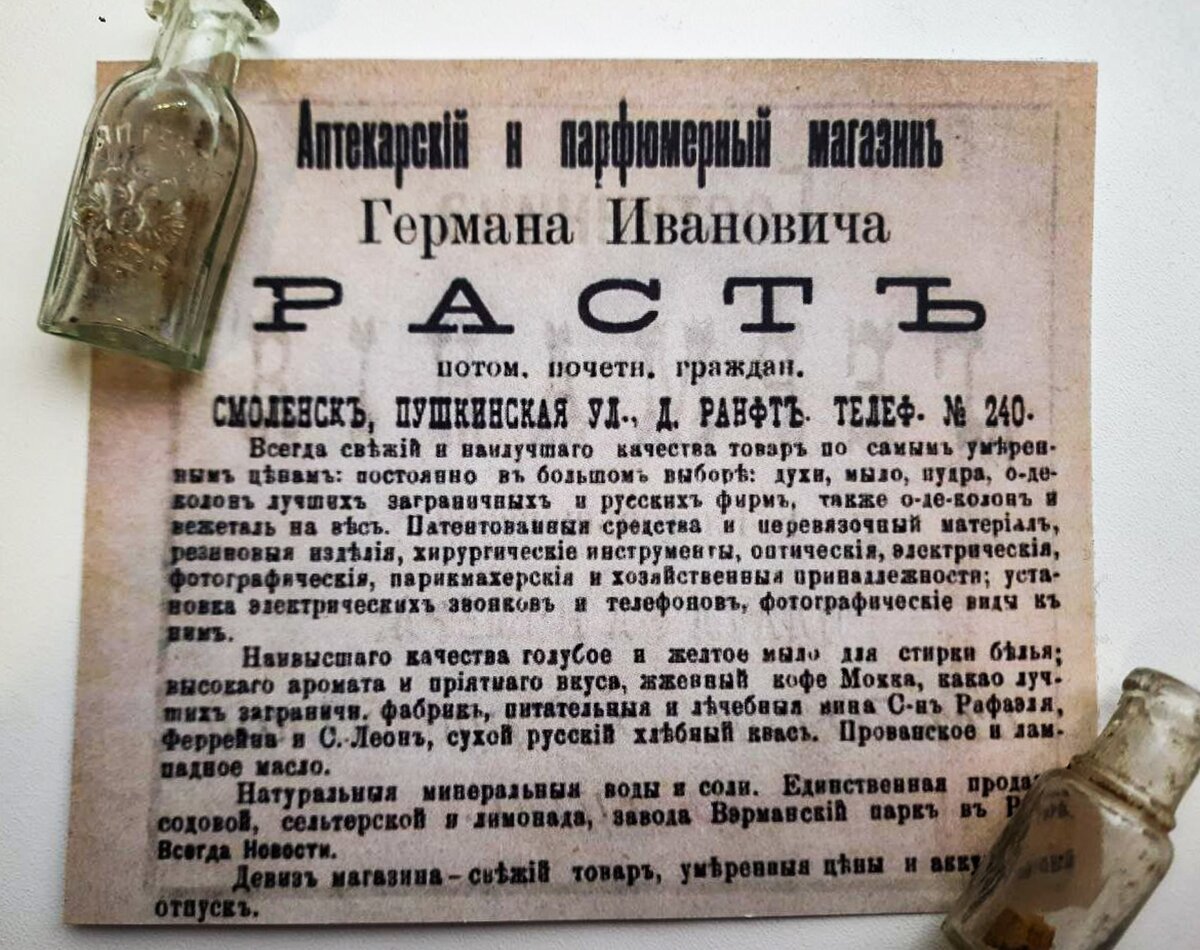 АПТЕКА
Аптекарскій и парфюмерный магазинъ
Германа Ивановича
РАСТЪ
потом. почетн. граждан.
СМОЛЕНСКЪ, ПУШКИНСКАЯ УЛ., Д. РАНФТЪ. ТЕЛЕФ. № 240.
Всегда свѣжій и наилучшаго качества товаръ по самымъ умѣрен-
нымъ цѣнамъ: постоянно въ большомъ выборѣ: духи, мыло, пудра, о-де-
колонъ лучшихъ заграничныхъ и русскихъ фирмъ, также о-де-колонъ и
вежеталь на вѣсъ. Патентованныя средства и перевязочный матеріалъ,
резиновыя издѣлія, хирургическіе инструменты, оптическія, электрическія,
фотографическія, парикмахерскія и хозяйственныя принадлежности; уста-
новка электрическихъ звонковъ и телефоновъ, фотографическіе виды къ
нимъ.
Наивысшаго качества голубое и желтое мыло для стирки бѣлья;
высокаго аромата и пріятнаго вкуса, жженный кофе Мокка, какао луч-
шихъ заграничн. фабрикъ, питательныя и лѣчебныя вина С-нъ Рафаэля,
Феррейна и С.-Леонъ, сухой русскій хлѣбный квасъ. Прованское и лам-
падное масло.
Натуральныя минеральныя воды и соли. Единственная прода
содовой, сельтерской и лимонада, завода Вэрманскій паркъ въ Р
Всегда Новости.
Девизъ магазина – свѣжій товаръ, умѣренныя цѣны и акку
отпускъ.